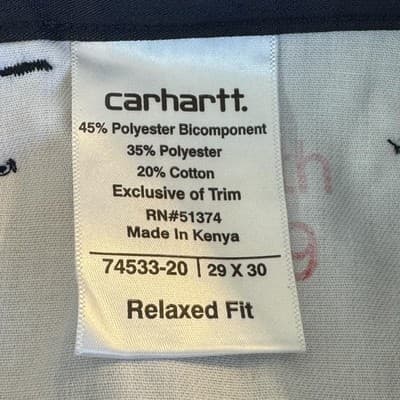 carhartt.
45% Polyester Bicomponent
35% Polyester
20% Cotton
Exclusive of Trim
RN#51374
Made In Kenya
74533-20 | 29 X 30
Relaxed Fit